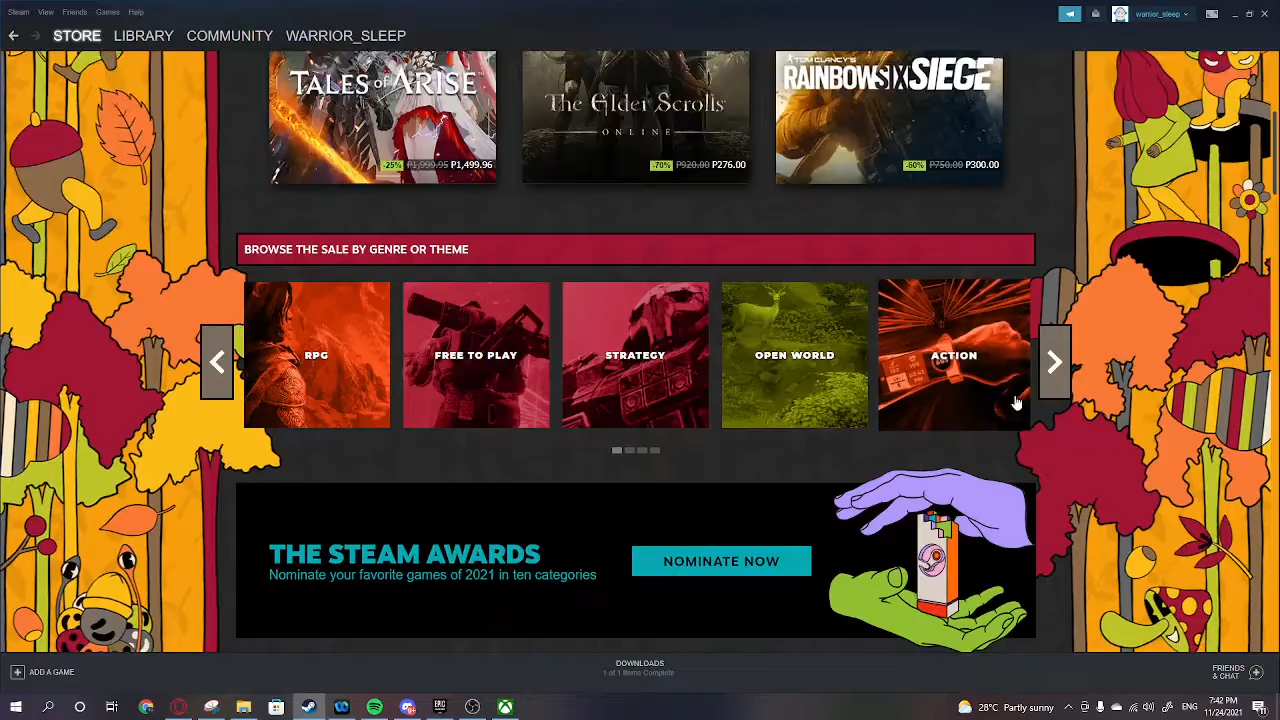 Steam View Friends Games Help
warrior_sleep
STORE LIBRARY COMMUNITY WARRIOR_SLEEP
TALES of ARISE
-25% P1,999.95 P1,499.96
The Elder Scrolls
ONLINE
-70% P920.00 P276.00
TOM CLANCY'S
RAINBOW SIX SIEGE
-60% P750.00 P300.00
BROWSE THE SALE BY GENRE OR THEME
RPG
FREE TO PLAY
STRATEGY
OPEN WORLD
ACTION
THE STEAM AWARDS
Nominate your favorite games of 2021 in ten categories
NOMINATE NOW
ADD A GAME
DOWNLOADS
1 of 1 Items Complete
FRIENDS
& CHAT
EPIC
28°C Partly sunny
7:42 PM
11/24/2021